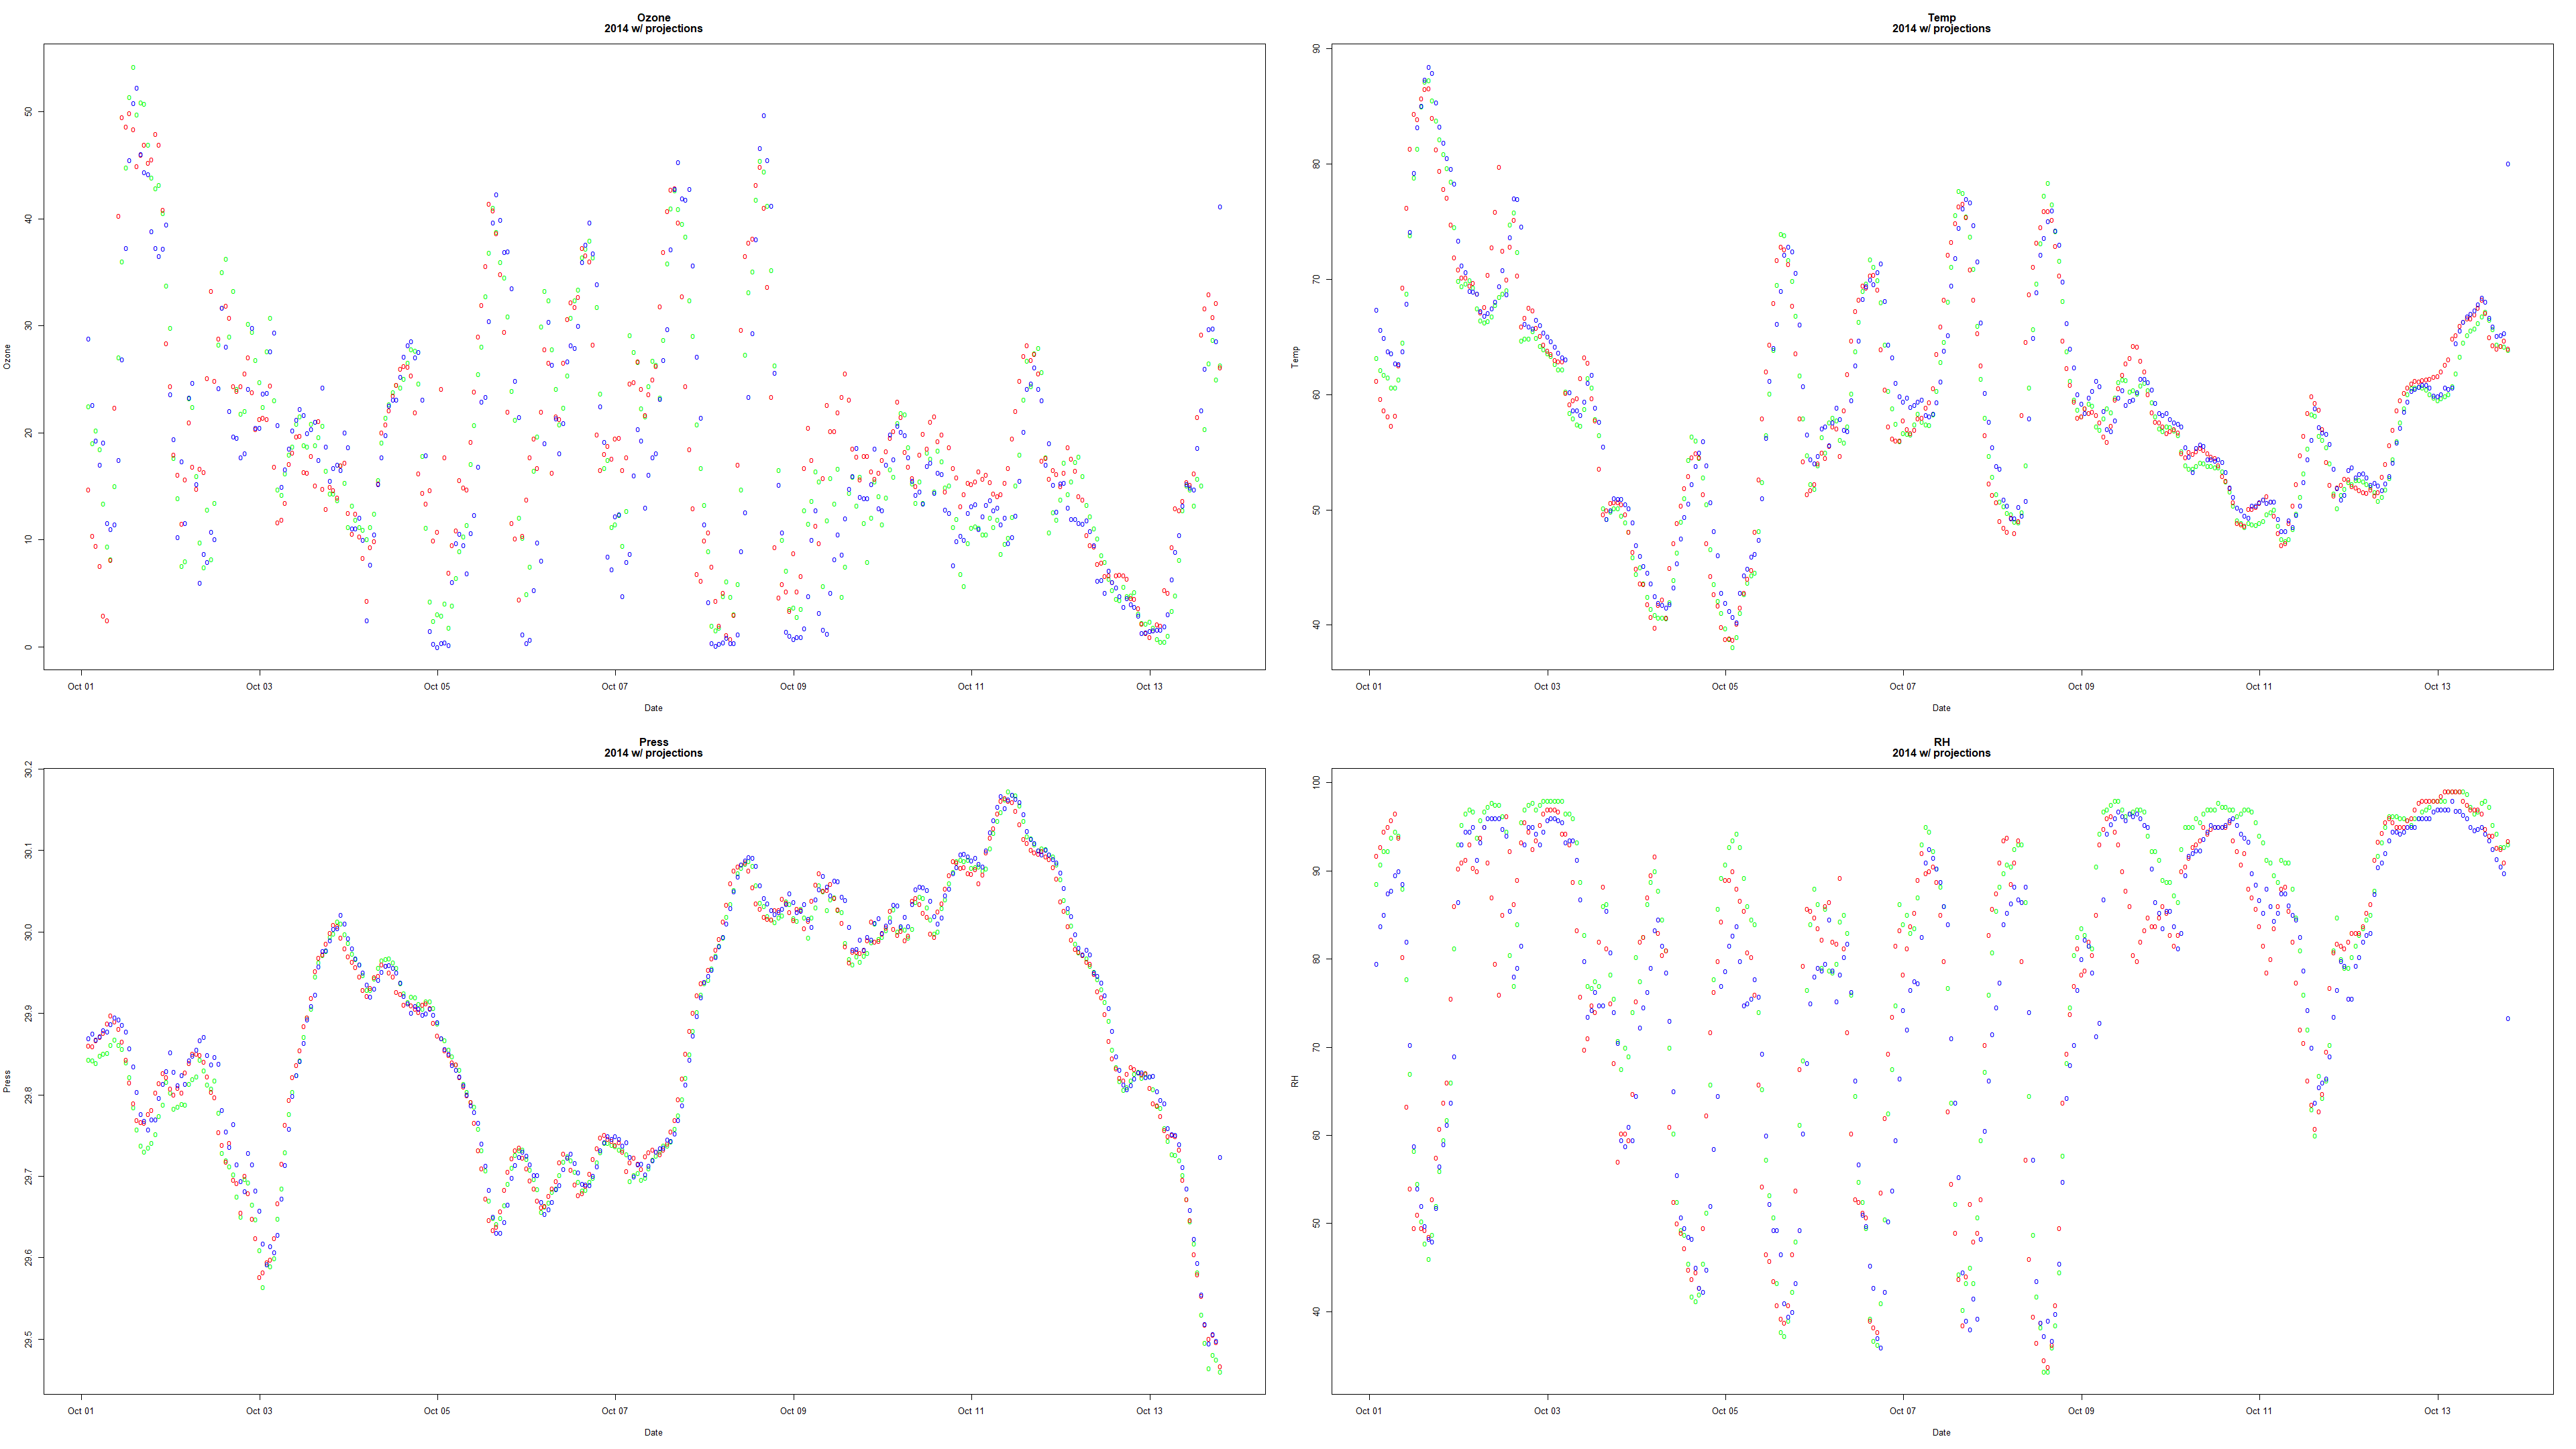 Ozone
2014 w/ projections
Ozone
50
40
30
20
10
0
Oct 01 Oct 03 Oct 05 Oct 07 Oct 09 Oct 11 Oct 13
Date
Temp
2014 w/ projections
Temp
90
80
70
60
50
40
Oct 01 Oct 03 Oct 05 Oct 07 Oct 09 Oct 11 Oct 13
Date
Press
2014 w/ projections
Press
30.2
30.1
30.0
29.9
29.8
29.7
29.6
29.5
Oct 01 Oct 03 Oct 05 Oct 07 Oct 09 Oct 11 Oct 13
Date
RH
2014 w/ projections
RH
100
90
80
70
60
50
40
Oct 01 Oct 03 Oct 05 Oct 07 Oct 09 Oct 11 Oct 13
Date